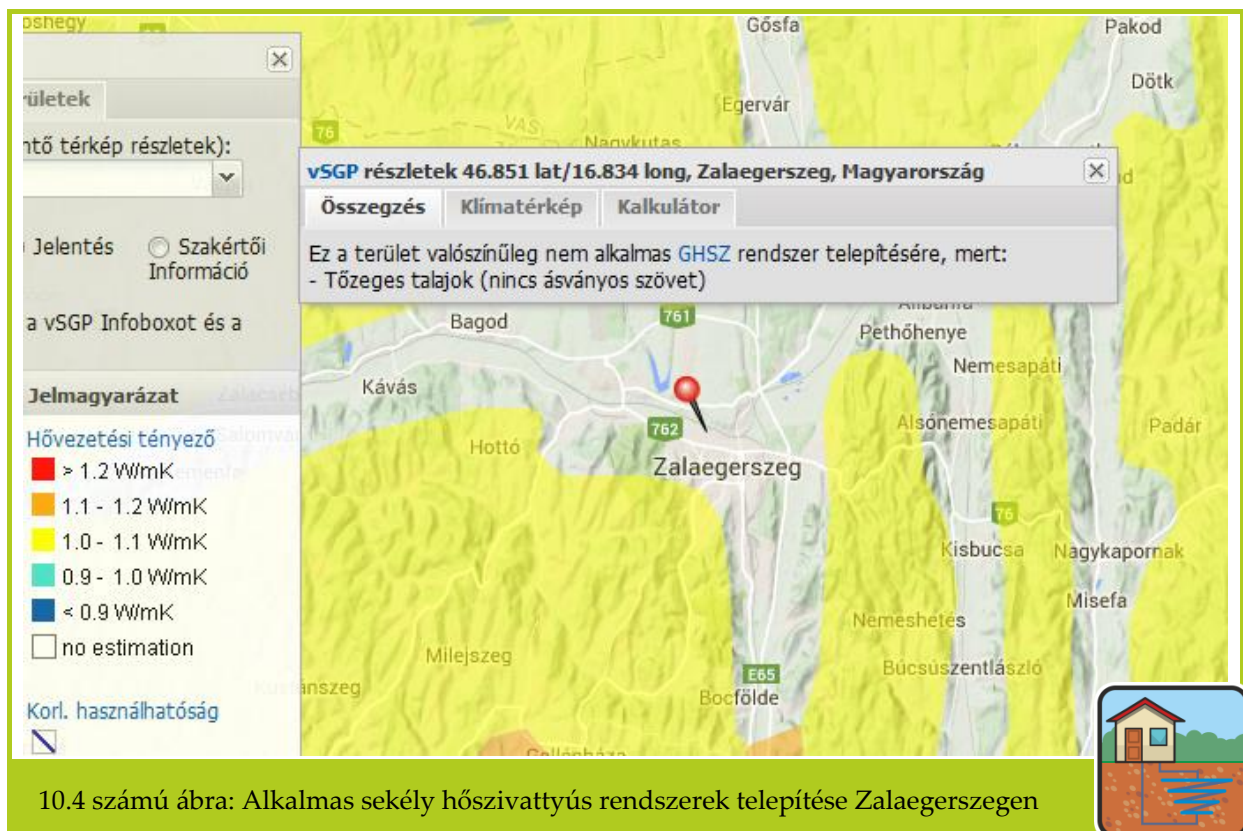 Gősfa
Pakod
Dötk
Egervár
76
VAS
Nagykutas
ületek
ntő térkép részletek):
Jelentés
Szakértői
Információ
a vSGP Infoboxot és a
vSGP részletek 46.851 lat/16.834 long, Zalaegerszeg, Magyarország
Összegzés Klímatérkép Kalkulátor
Ez a terület valószínűleg nem alkalmas GHSZ rendszer telepítésére, mert:
- Tőzeges talajok (nincs ásványos szövet)
Bagod
761
Pethőhenye
Nemesapáti
Kávás
Alsónemesapáti
Padár
762
Hottó
Zalaegerszeg
76
Kisbucsa
Nagykapornak
Misefa
Nemeshetés
Milejszeg
Búcsúszentlászló
E65
Bocfölde
Jelmagyarázat
Hővezetési tényező
> 1.2 W/mK
1.1 - 1.2 W/mK
1.0 - 1.1 W/mK
0.9 - 1.0 W/mK
< 0.9 W/mK
no estimation
Korl. használhatóság
10.4 számú ábra: Alkalmas sekély hőszivattyús rendszerek telepítése Zalaegerszegen